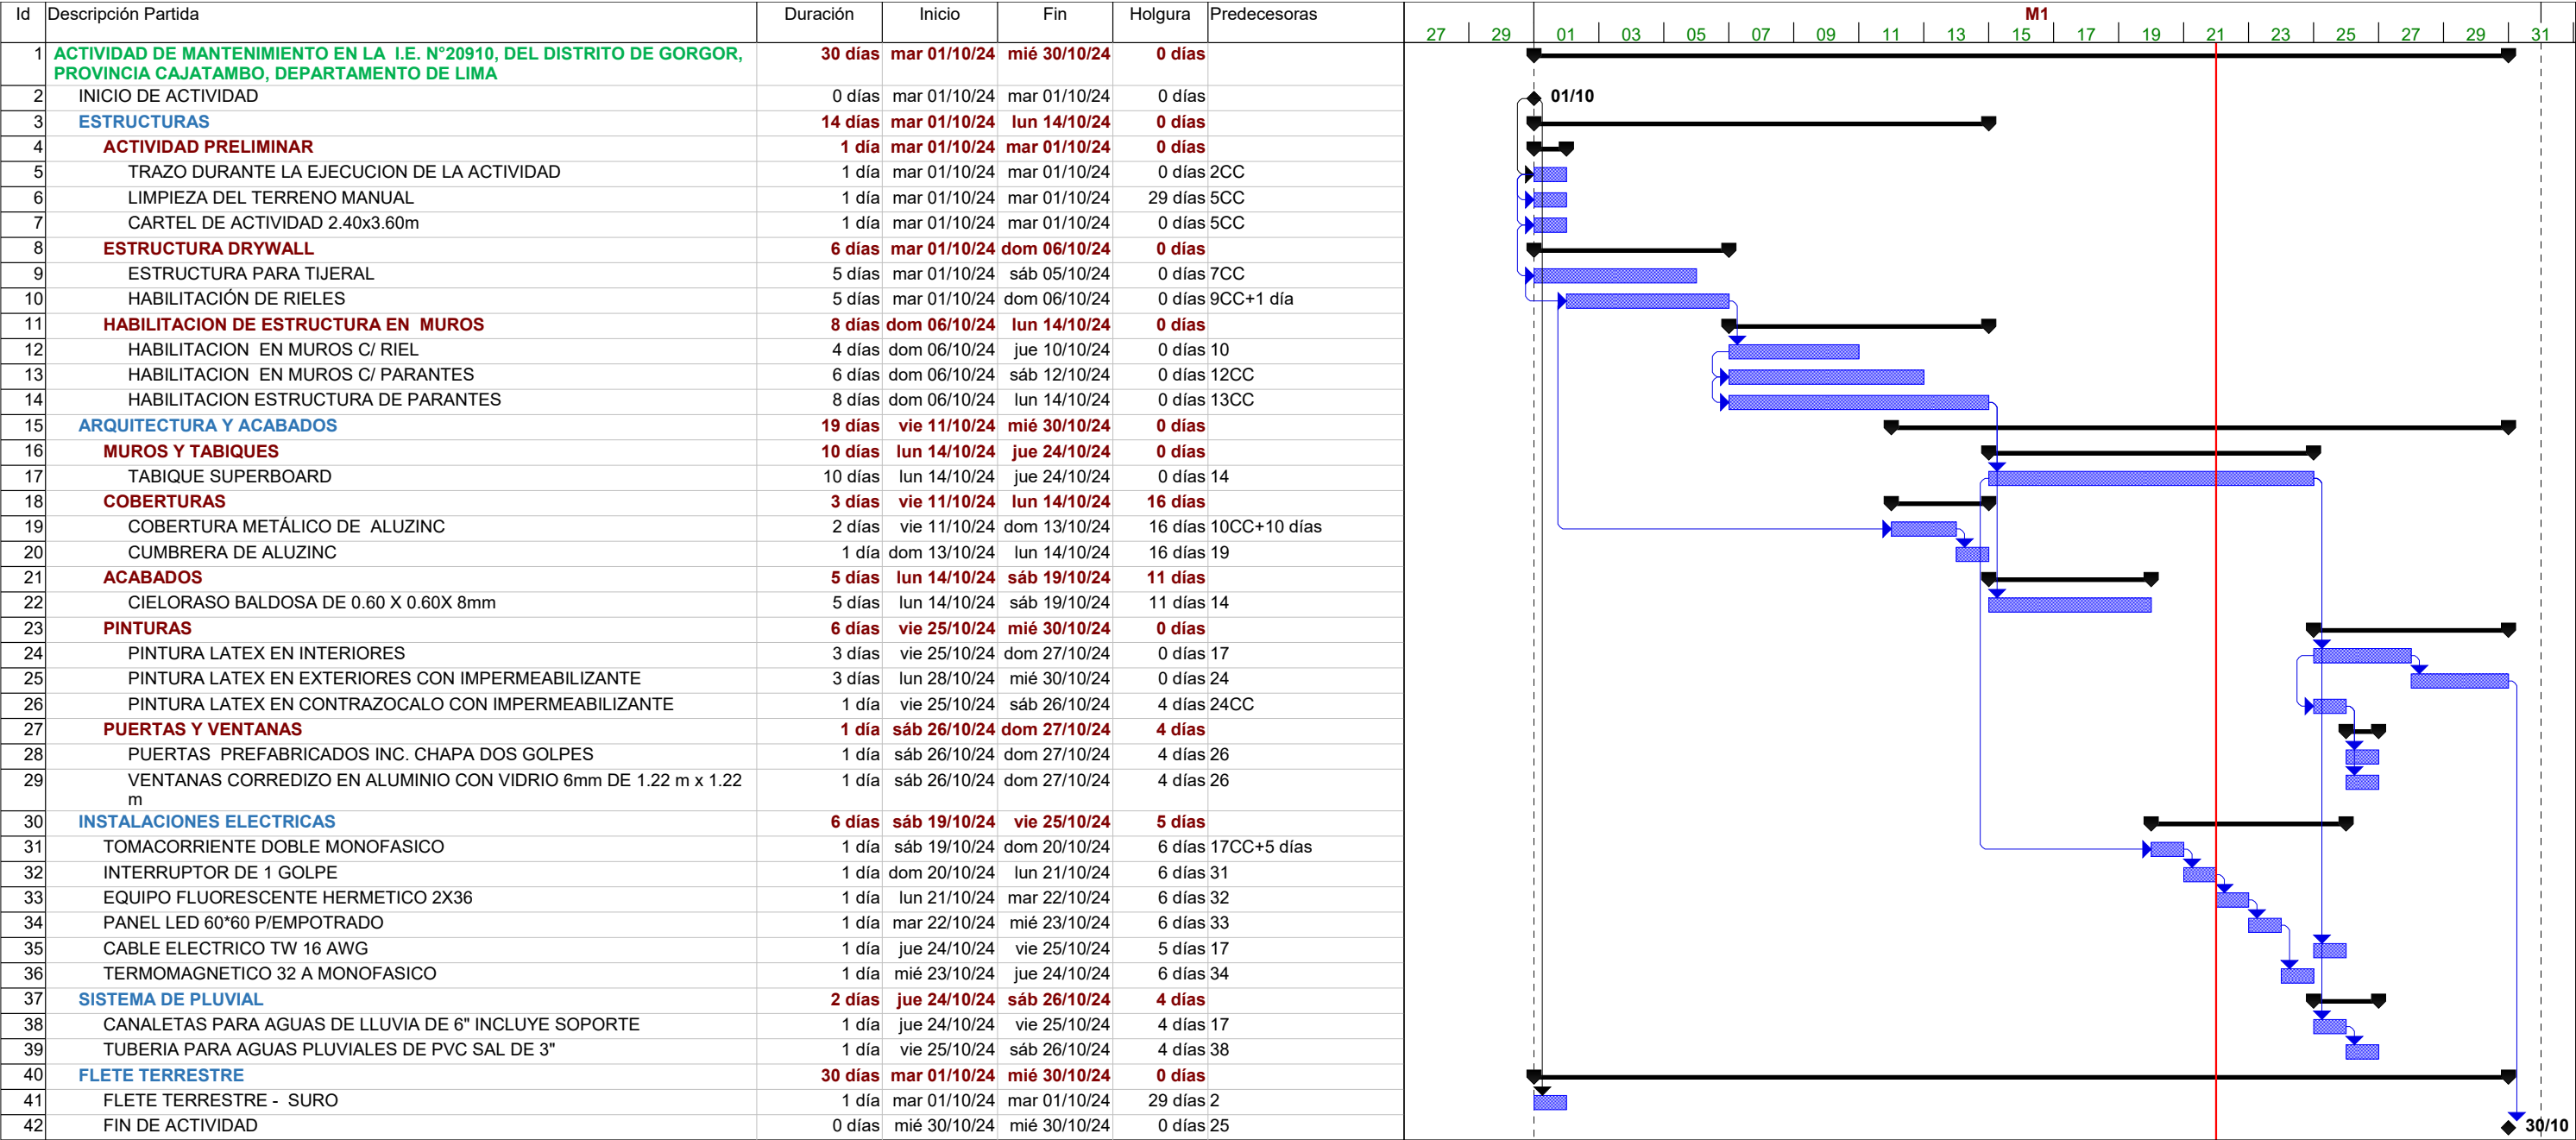 Id Descripción Partida Duración Inicio Fin Holgura Predecesoras M1
27 29 01 03 05 07 09 11 13 15 17 19 21 23 25 27 29 31
1 ACTIVIDAD DE MANTENIMIENTO EN LA I.E. N°20910, DEL DISTRITO DE GORGOR, 30 días mar 01/10/24 mié 30/10/24 0 días
PROVINCIA CAJATAMBO, DEPARTAMENTO DE LIMA
2 INICIO DE ACTIVIDAD 0 días mar 01/10/24 mar 01/10/24 0 días 01/10
3 ESTRUCTURAS 14 días mar 01/10/24 lun 14/10/24 0 días
4 ACTIVIDAD PRELIMINAR 1 día mar 01/10/24 mar 01/10/24 0 días
5 TRAZO DURANTE LA EJECUCION DE LA ACTIVIDAD 1 día mar 01/10/24 mar 01/10/24 0 días 2CC
6 LIMPIEZA DEL TERRENO MANUAL 1 día mar 01/10/24 mar 01/10/24 29 días 5CC
7 CARTEL DE ACTIVIDAD 2.40x3.60m 1 día mar 01/10/24 mar 01/10/24 0 días 5CC
8 ESTRUCTURA DRYWALL 6 días mar 01/10/24 dom 06/10/24 0 días
9 ESTRUCTURA PARA TIJERAL 5 días mar 01/10/24 sáb 05/10/24 0 días 7CC
10 HABILITACIÓN DE RIELES 5 días mar 01/10/24 dom 06/10/24 0 días 9CC+1 día
11 HABILITACION DE ESTRUCTURA EN MUROS 8 días dom 06/10/24 lun 14/10/24 0 días
12 HABILITACION EN MUROS C/ RIEL 4 días dom 06/10/24 jue 10/10/24 0 días 10
13 HABILITACION EN MUROS C/ PARANTES 6 días dom 06/10/24 sáb 12/10/24 0 días 12CC
14 HABILITACION ESTRUCTURA DE PARANTES 8 días dom 06/10/24 lun 14/10/24 0 días 13CC
15 ARQUITECTURA Y ACABADOS 19 días vie 11/10/24 mié 30/10/24 0 días
16 MUROS Y TABIQUES 10 días lun 14/10/24 jue 24/10/24 0 días
17 TABIQUE SUPERBOARD 10 días lun 14/10/24 jue 24/10/24 0 días 14
18 COBERTURAS 3 días vie 11/10/24 lun 14/10/24 16 días
19 COBERTURA METÁLICO DE ALUZINC 2 días vie 11/10/24 dom 13/10/24 16 días 10CC+10 días
20 CUMBRERA DE ALUZINC 1 día dom 13/10/24 lun 14/10/24 16 días 19
21 ACABADOS 5 días lun 14/10/24 sáb 19/10/24 11 días
22 CIELORASO BALDOSA DE 0.60 X 0.60X 8mm 5 días lun 14/10/24 sáb 19/10/24 11 días 14
23 PINTURAS 6 días vie 25/10/24 mié 30/10/24 0 días
24 PINTURA LATEX EN INTERIORES 3 días vie 25/10/24 dom 27/10/24 0 días 17
25 PINTURA LATEX EN EXTERIORES CON IMPERMEABILIZANTE 3 días lun 28/10/24 mié 30/10/24 0 días 24
26 PINTURA LATEX EN CONTRAZOCALO CON IMPERMEABILIZANTE 1 día vie 25/10/24 sáb 26/10/24 4 días 24CC
27 PUERTAS Y VENTANAS 1 día sáb 26/10/24 dom 27/10/24 4 días
28 PUERTAS PREFABRICADOS INC. CHAPA DOS GOLPES 1 día sáb 26/10/24 dom 27/10/24 4 días 26
29 VENTANAS CORREDIZO EN ALUMINIO CON VIDRIO 6mm DE 1.22 m x 1.22 1 día sáb 26/10/24 dom 27/10/24 4 días 26
m
30 INSTALACIONES ELECTRICAS 6 días sáb 19/10/24 vie 25/10/24 5 días
31 TOMACORRIENTE DOBLE MONOFASICO 1 día sáb 19/10/24 dom 20/10/24 6 días 17CC+5 días
32 INTERRUPTOR DE 1 GOLPE 1 día dom 20/10/24 lun 21/10/24 6 días 31
33 EQUIPO FLUORESCENTE HERMETICO 2X36 1 día lun 21/10/24 mar 22/10/24 6 días 32
34 PANEL LED 60*60 P/EMPOTRADO 1 día mar 22/10/24 mié 23/10/24 6 días 33
35 CABLE ELECTRICO TW 16 AWG 1 día jue 24/10/24 vie 25/10/24 5 días 17
36 TERMOMAGNETICO 32 A MONOFASICO 1 día mié 23/10/24 jue 24/10/24 6 días 34
37 SISTEMA DE PLUVIAL 2 días jue 24/10/24 sáb 26/10/24 4 días
38 CANALETAS PARA AGUAS DE LLUVIA DE 6" INCLUYE SOPORTE 1 día jue 24/10/24 vie 25/10/24 4 días 17
39 TUBERIA PARA AGUAS PLUVIALES DE PVC SAL DE 3" 1 día vie 25/10/24 sáb 26/10/24 4 días 38
40 FLETE TERRESTRE 30 días mar 01/10/24 mié 30/10/24 0 días
41 FLETE TERRESTRE - SURO 1 día mar 01/10/24 mar 01/10/24 29 días 2
42 FIN DE ACTIVIDAD 0 días mié 30/10/24 mié 30/10/24 0 días 25 30/10